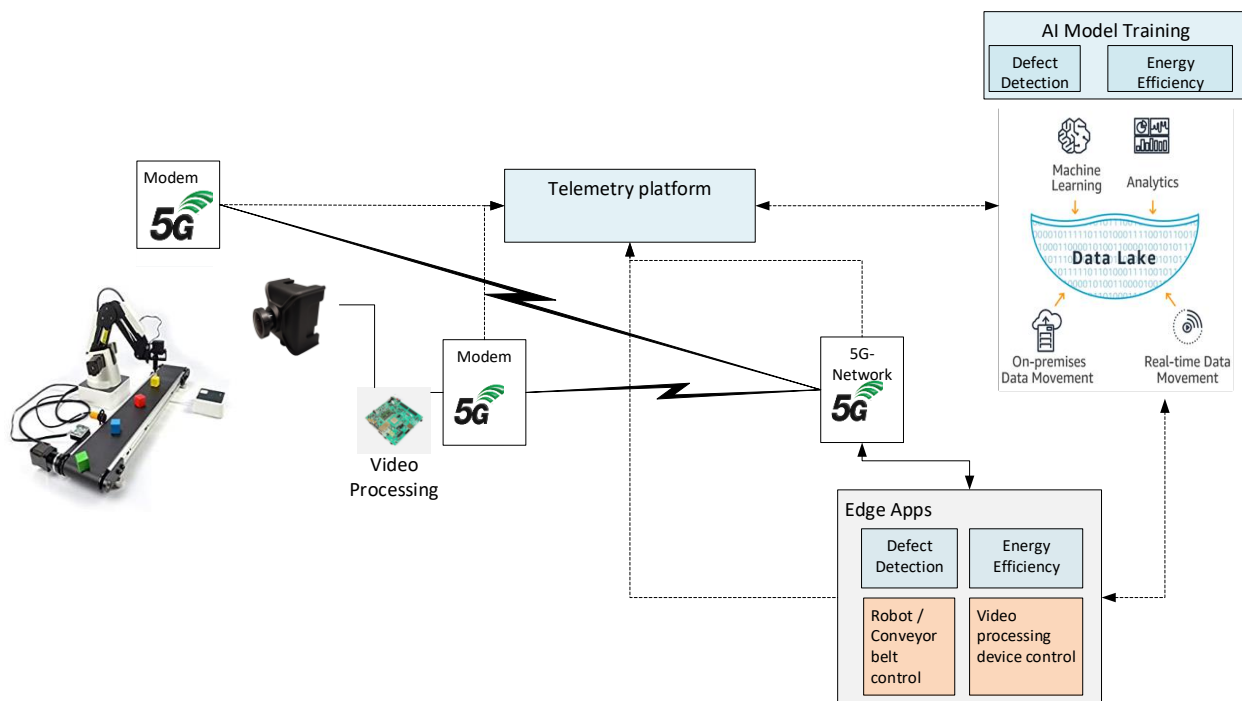 AI Model Training
Defect
Detection
Energy
Efficiency
Modem
5G
Telemetry platform
Machine
Learning
Analytics
Data Lake
On-premises
Data Movement
Real-time Data
Movement
Modem
5G
5G-
Network
5G
Video
Processing
Edge Apps
Defect
Detection
Energy
Efficiency
Robot /
Conveyor
belt
control
Video
processing
device control